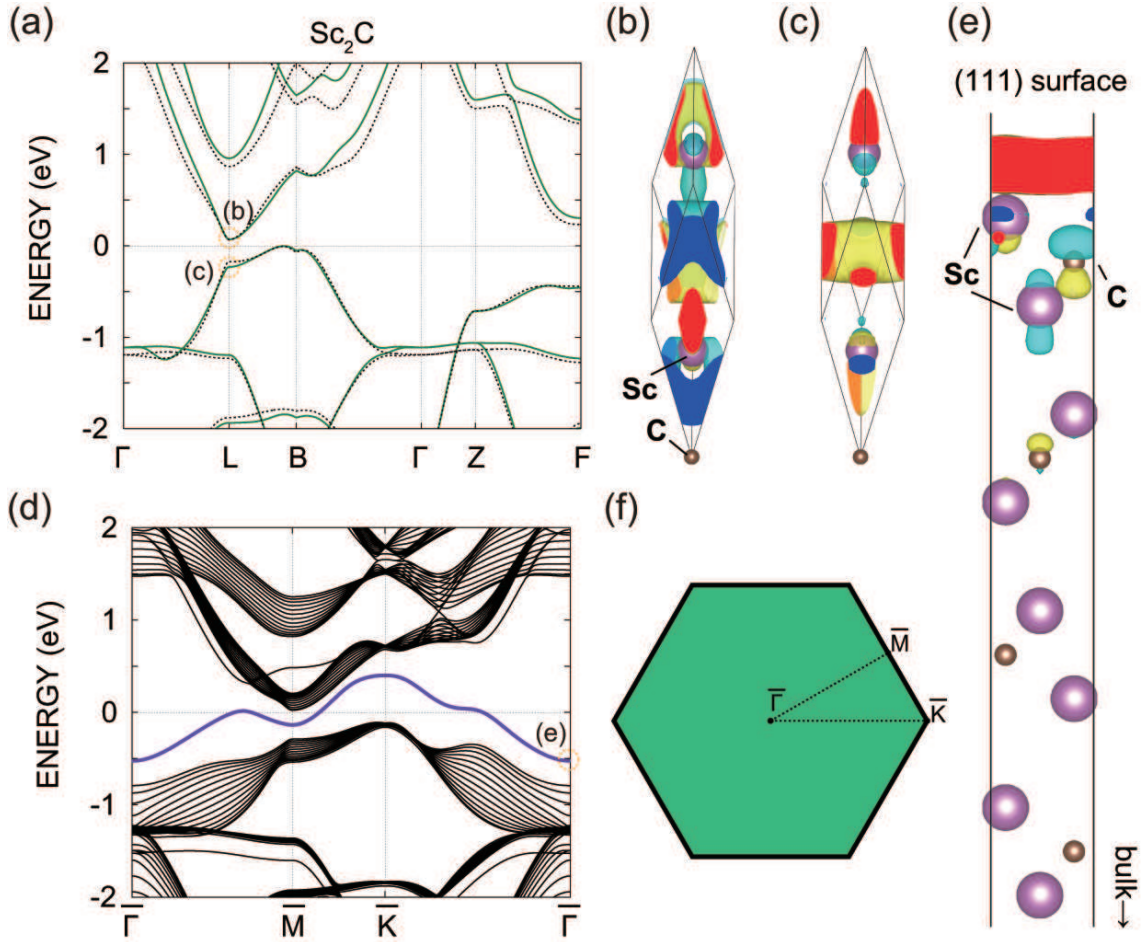 (a)
Sc₂C
ENERGY (eV)
2
1
0
-1
-2
(b)
(c)
Γ
L
B
Γ
Z
F
(b)
Sc
C
(c)
(e)
(111) surface
Sc
C
bulk→
(d)
ENERGY (eV)
2
1
0
-1
-2
(e)
Γ̅
M̅
K̅
Γ̅
(f)
Γ̅
M̅
K̅